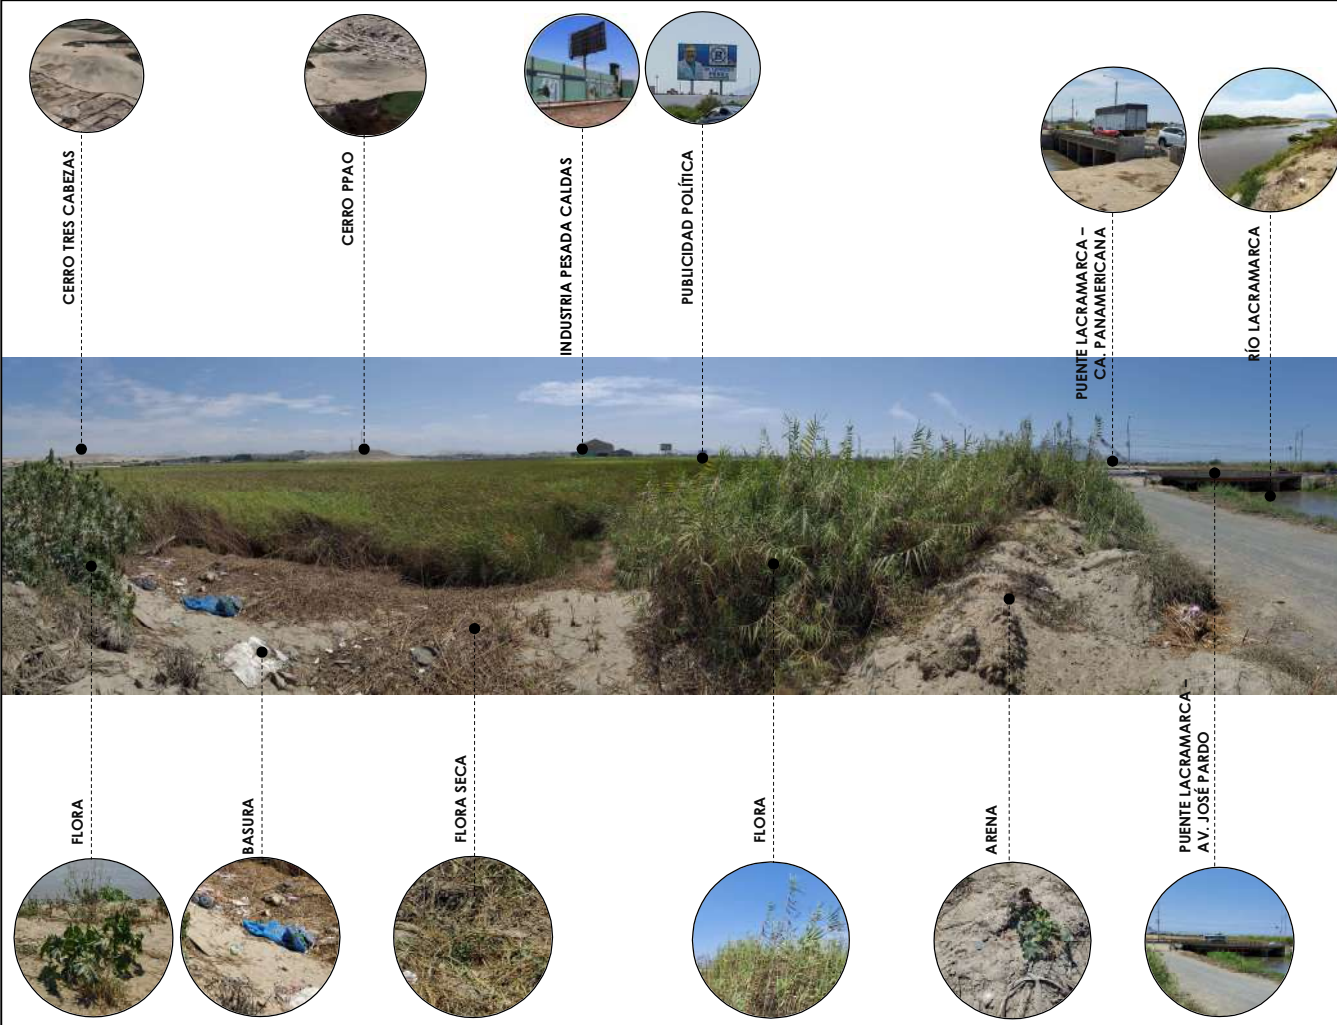 CERRO TRES CABEZAS
CERRO PPAO
INDUSTRIA PESADA CALDAS
PUBLICIDAD POLÍTICA
PUENTE LACRAMARCA –
CA. PANAMERICANA
RÍO LACRAMARCA
FLORA
BASURA
FLORA SECA
FLORA
ARENA
PUENTE LACRAMARCA –
AV. JOSÉ PARDO